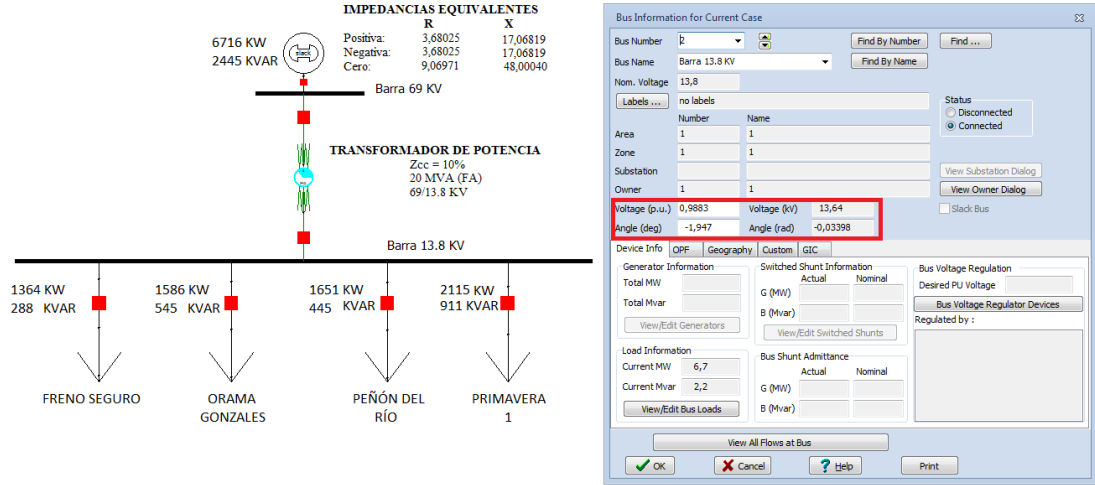 IMPEDANCIAS EQUIVALENTES
R X
Positiva: 3,68025 17,06819
Negativa: 3,68025 17,06819
Cero: 9,06971 48,00040
6716 KW
2445 KVAR
slack
Barra 69 KV
TRANSFORMADOR DE POTENCIA
Zcc = 10%
20 MVA (FA)
69/13.8 KV
Barra 13.8 KV
1364 KW 1586 KW 1651 KW 2115 KW
288 KVAR 545 KVAR 445 KVAR 911 KVAR
FRENO SEGURO
ORAMA GONZALES
PEÑÓN DEL RÍO
PRIMAVERA 1
Bus Information for Current Case
Bus Number 2 Find By Number Find ...
Bus Name Barra 13.8 KV Find By Name
Nom. Voltage 13,8
Labels ... no labels
Status
Disconnected
Connected
Number Name
Area 1 1
Zone 1 1
Substation View Substation Dialog
Owner 1 1 View Owner Dialog
Voltage (p.u.) 0,9883 Voltage (kV) 13,64 Slack Bus
Angle (deg) -1,947 Angle (rad) -0,03398
Device Info OPF Geography Custom GIC
Generator Information
Total MW
Total Mvar
View/Edit Generators
Switched Shunt Information
Actual Nominal
G (MW)
B (Mvar)
View/Edit Switched Shunts
Bus Voltage Regulation
Desired PU Voltage
Bus Voltage Regulator Devices
Regulated by :
Load Information
Current MW 6,7
Current Mvar 2,2
View/Edit Bus Loads
Bus Shunt Admittance
Actual Nominal
G (MW)
B (Mvar)
View All Flows at Bus
OK Cancel ? Help Print